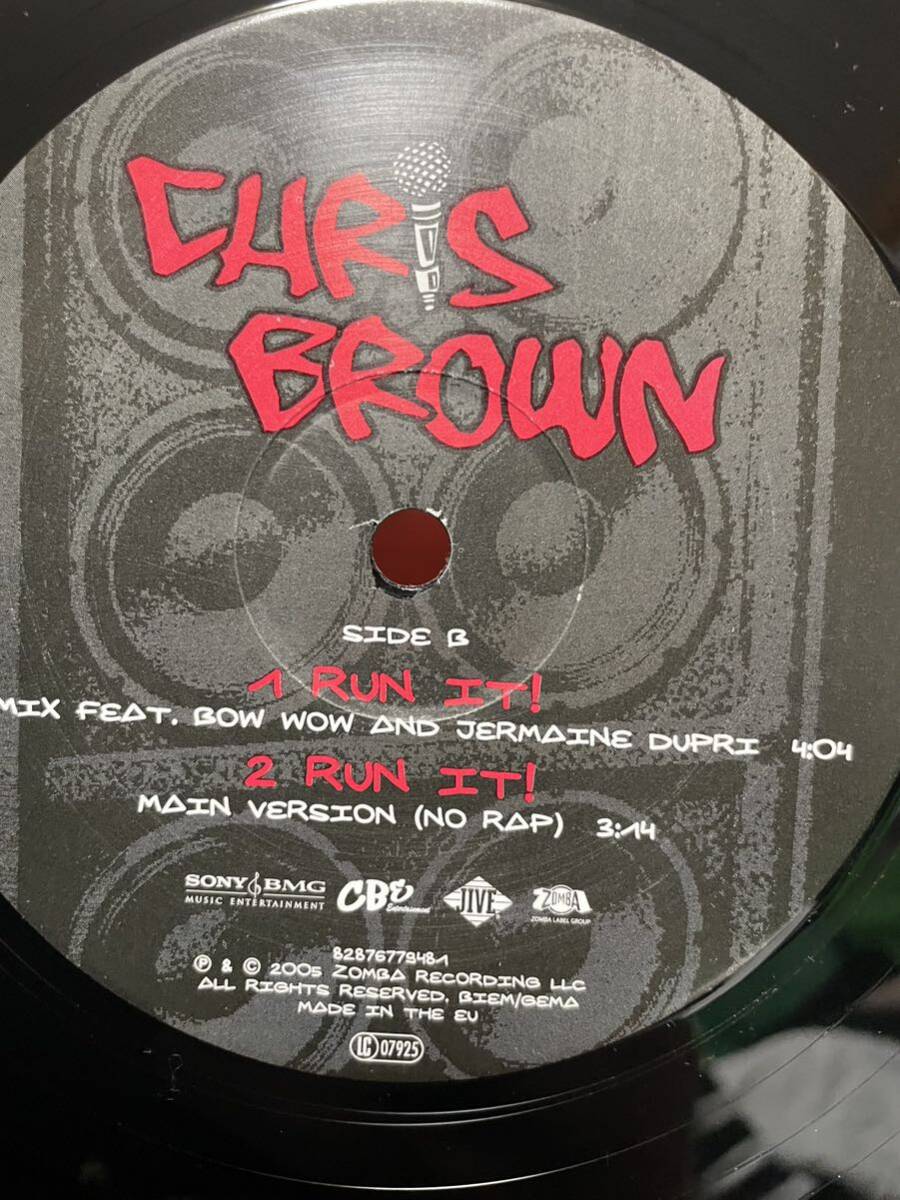 CHRIS
BROWN
SIDE B
1 RUN IT!
MIX FEAT. BOW WOW AND JERMAINE DUPRI 4:04
2 RUN IT!
MAIN VERSION (NO RAP) 3:14
SONY BMG
MUSIC ENTERTAINMENT
CBE
Entertainment
JIVE
ZOMBA
ZOMBA LABEL GROUP
82876779481
℗ & © 2005 ZOMBA RECORDING LLC
ALL RIGHTS RESERVED. BIEM/GEMA
MADE IN THE EU
LC 07925